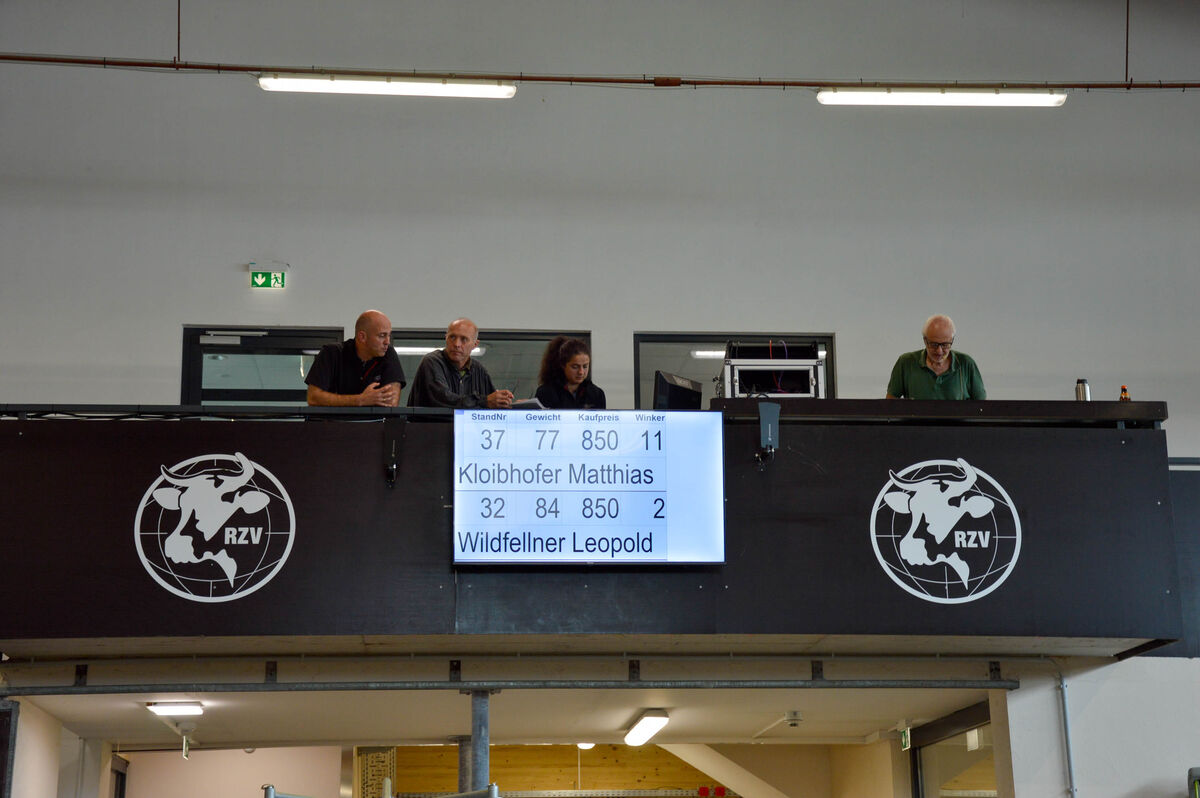 StandNr Gewicht Kaufpreis Winker
37 77 850 11
Kloibhofer Matthias
32 84 850 2
Wildfellner Leopold
RZV
RZV